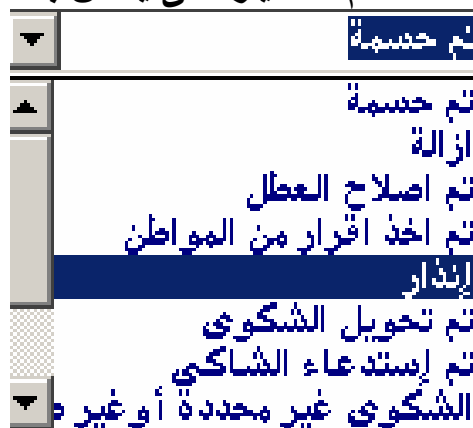 تم حسمة
تم حسمة
ازالة
تم اصلاح العطل
تم اخذ اقرار من المواطن
إنذار
تم تحويل الشكوى
تم إستدعاء الشاكي
الشكوى غير محددة أو غير